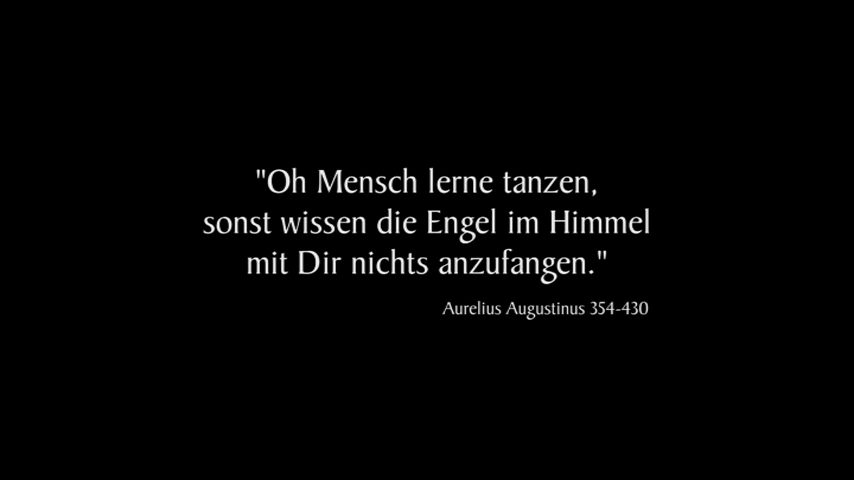 "Oh Mensch lerne tanzen,
sonst wissen die Engel im Himmel
mit Dir nichts anzufangen."
Aurelius Augustinus 354-430